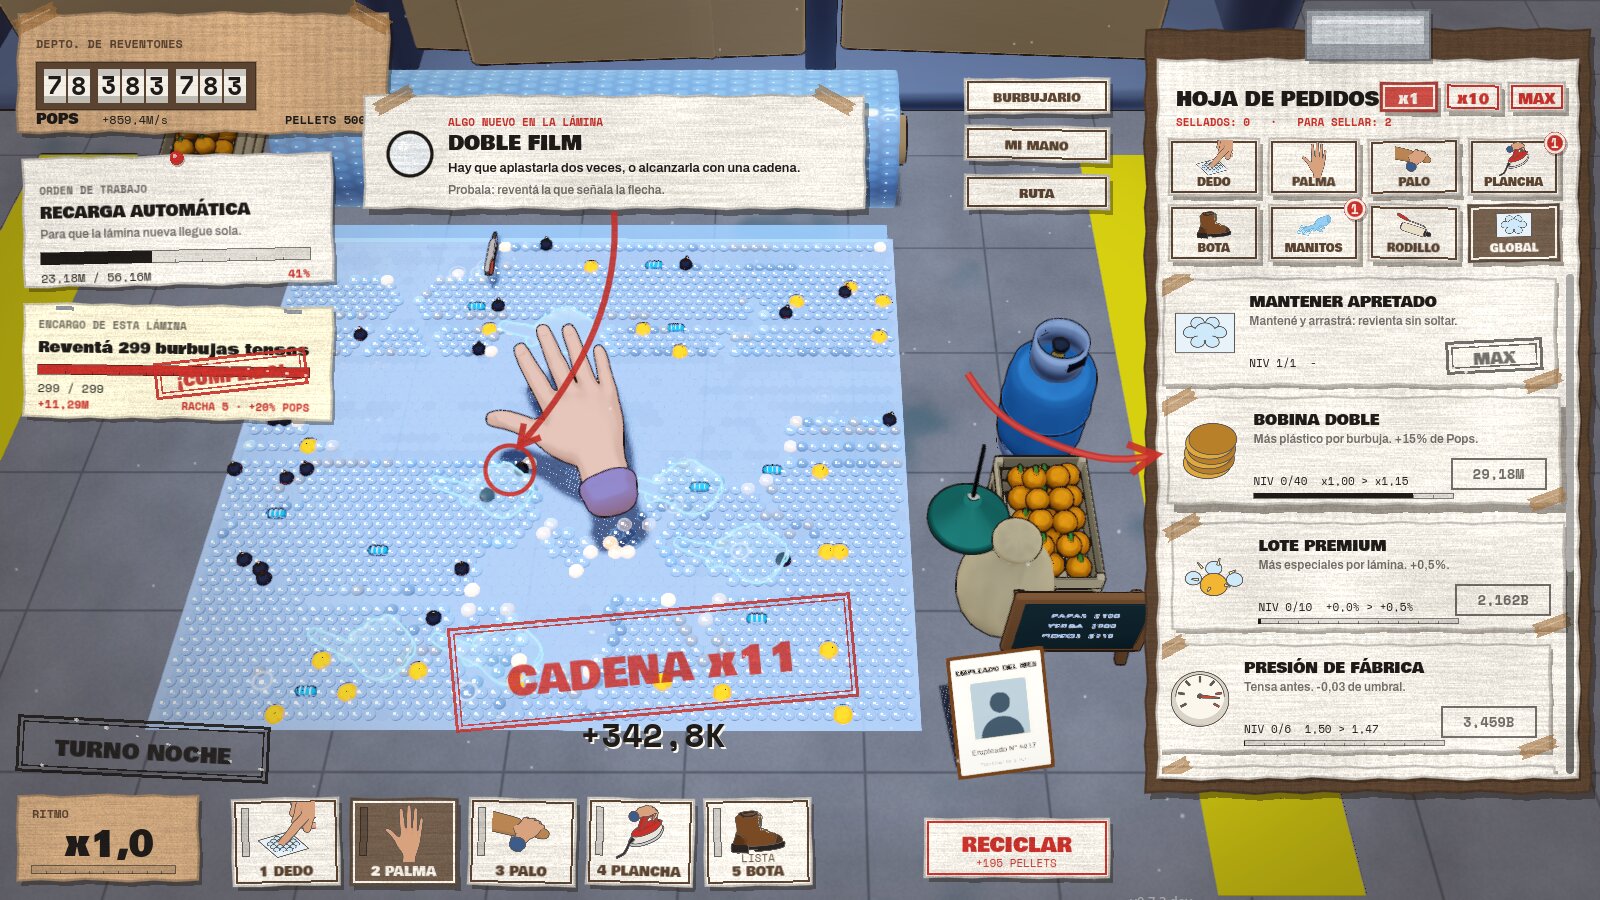 DEPTO. DE REVENTONES
78 383 783
POPS +859,4M/s PELLETS 500
ORDEN DE TRABAJO
RECARGA AUTOMÁTICA
Para que la lámina nueva llegue sola.
23,18M / 56,16M 41%
ENCARGO DE ESTA LÁMINA
Reventá 299 burbujas tensas
299 / 299
+11,29M RACHA 5 · +20% POPS
ALGO NUEVO EN LA LÁMINA
DOBLE FILM
Hay que aplastarla dos veces, o alcanzarla con una cadena.
Probala: reventá la que señala la flecha.
BURBUJARIO
MI MANO
RUTA
HOJA DE PEDIDOS x1 x10 MAX
SELLADOS: 0 · PARA SELLAR: 2
DEDO PALMA PALO PLANCHA 1
BOTA MANITOS 1 RODILLO GLOBAL
MANTENER APRETADO
Mantené y arrastrá: revienta sin soltar.
NIV 1/1 - MAX
BOBINA DOBLE
Más plástico por burbuja. +15% de Pops.
NIV 0/40 x1,00 > x1,15 29,18M
LOTE PREMIUM
Más especiales por lámina. +0,5%.
NIV 0/10 +0,0% > +0,5% 2,162B
PRESIÓN DE FÁBRICA
Tensa antes. -0,03 de umbral.
NIV 0/6 1,50 > 1,47 3,459B
CADENA x11
+342,8K
EMPLEADO DEL MES
TURNO NOCHE
RITMO
x1,0
1 DEDO
2 PALMA
3 PALO
4 PLANCHA
LISTA
5 BOTA
RECICLAR
+195 PELLETS